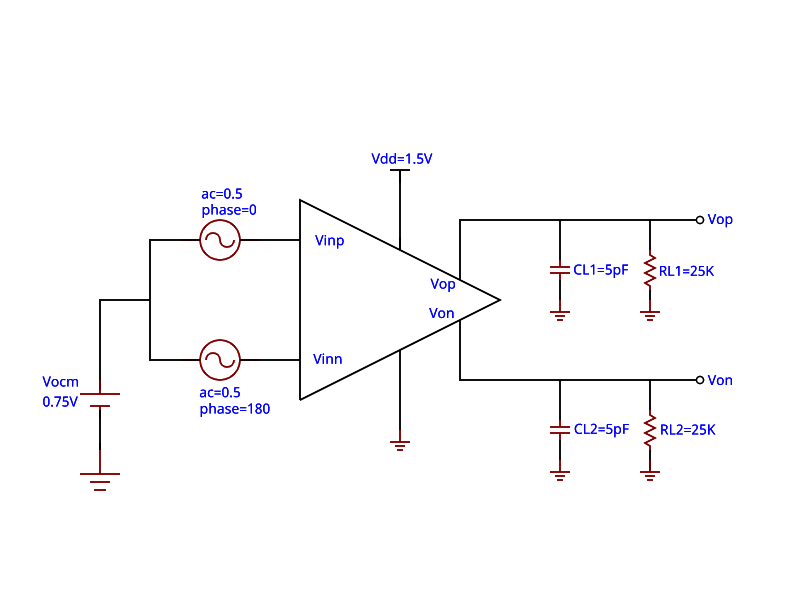 Vdd=1.5V
ac=0.5
phase=0
Vinp
Vop
Vop
CL1=5pF
RL1=25K
Von
Vinn
Vocm
0.75V
ac=0.5
phase=180
Von
CL2=5pF
RL2=25K